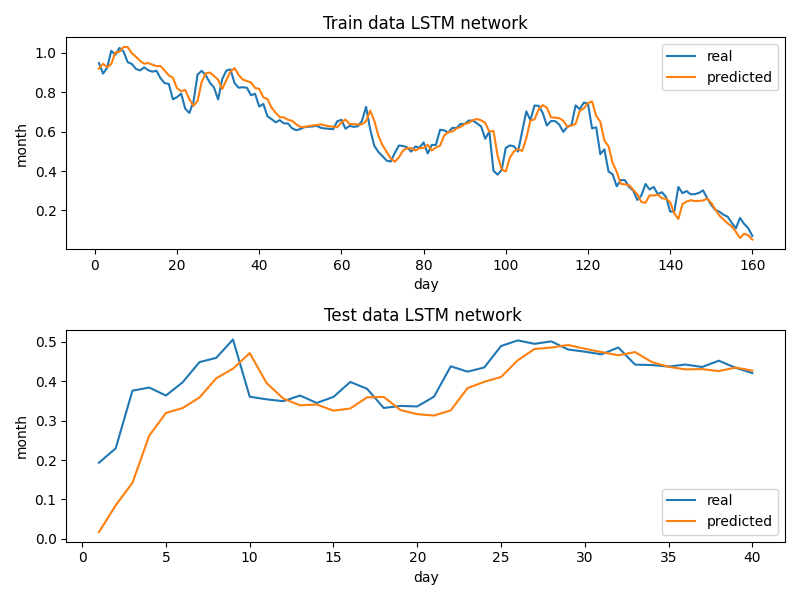 Train data LSTM network
1.0
0.8
0.6
0.4
0.2
month
real
predicted
0 20 40 60 80 100 120 140 160
day
Test data LSTM network
0.5
0.4
0.3
0.2
0.1
0.0
month
real
predicted
0 5 10 15 20 25 30 35 40
day